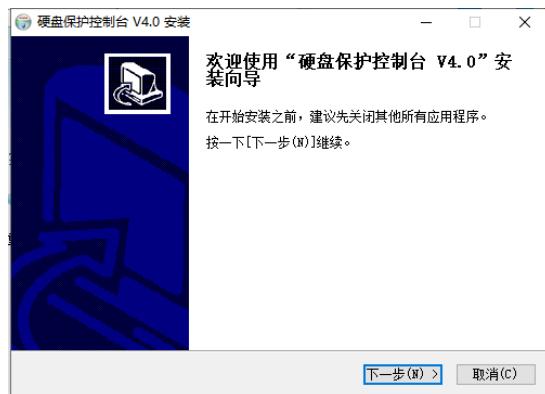 硬盘保护控制台 V4.0 安装
欢迎使用“硬盘保护控制台 V4.0”安
装向导
在开始安装之前，建议先关闭其他所有应用程序。
按一下[下一步(N)]继续。
下一步(N) >
取消(C)